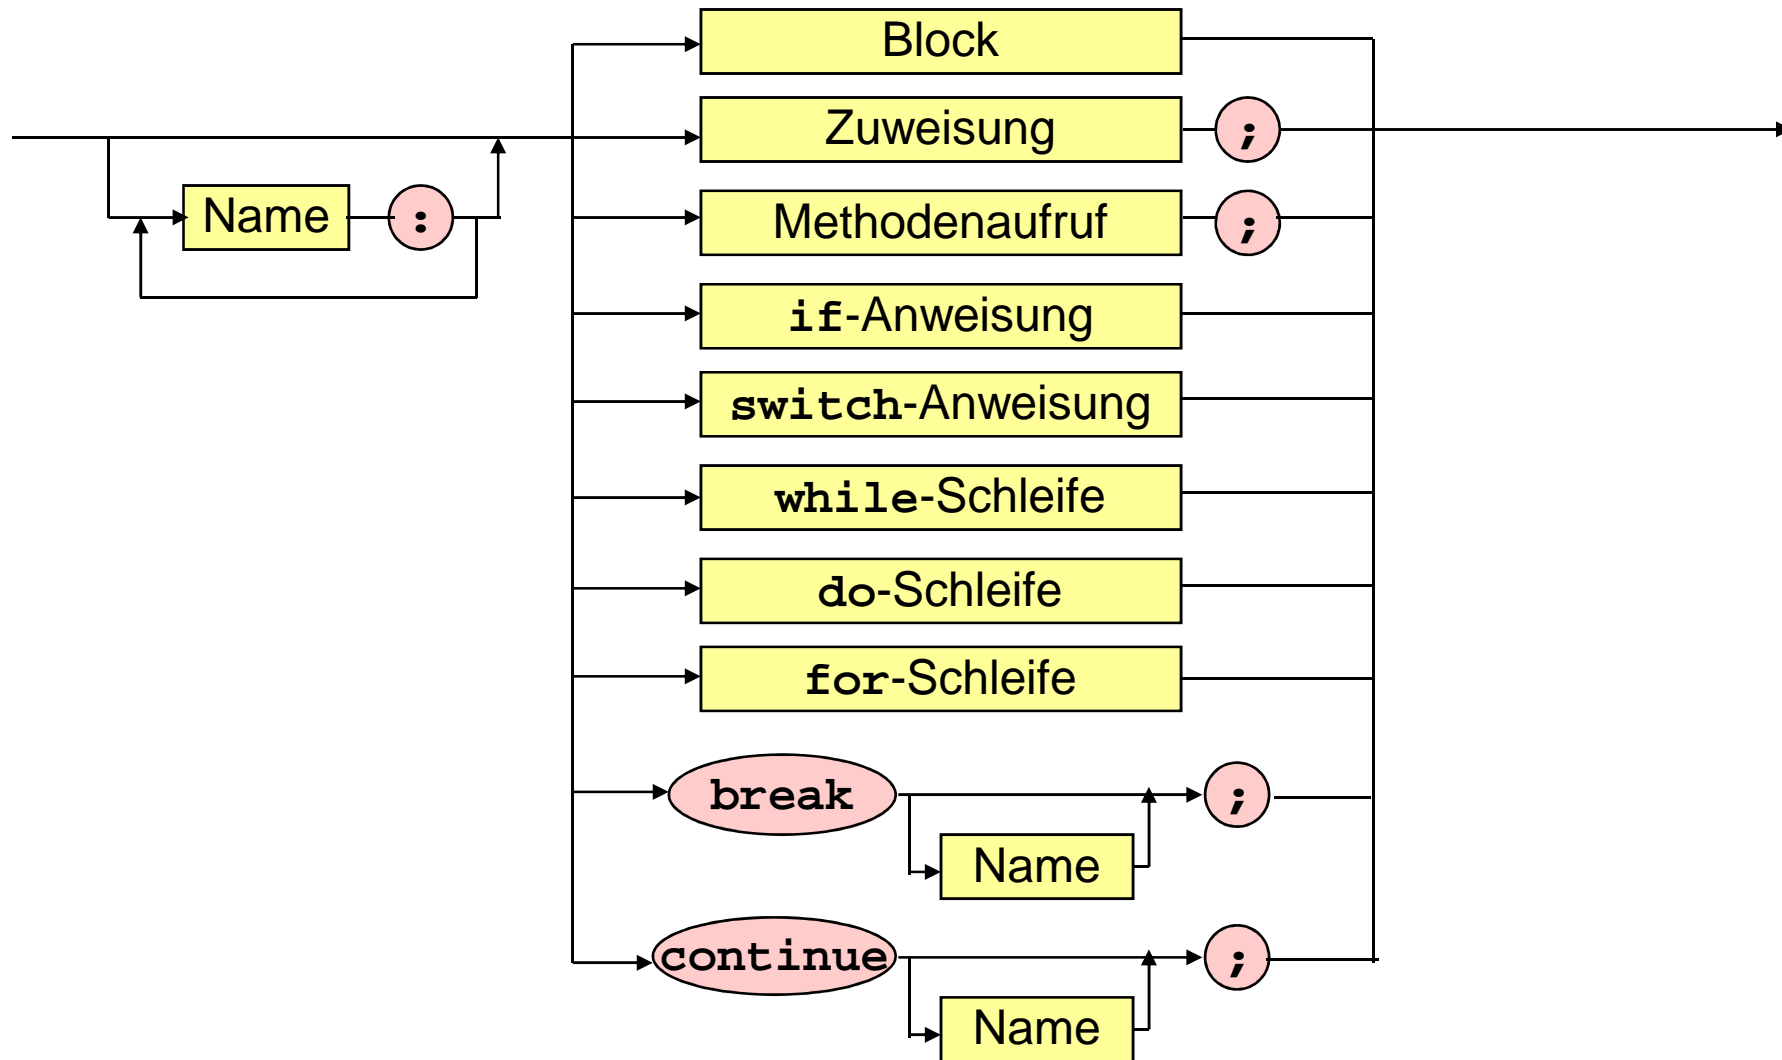 Block
Zuweisung ;
Name :
Methodenaufruf ;
if-Anweisung
switch-Anweisung
while-Schleife
do-Schleife
for-Schleife
break ;
Name
continue ;
Name